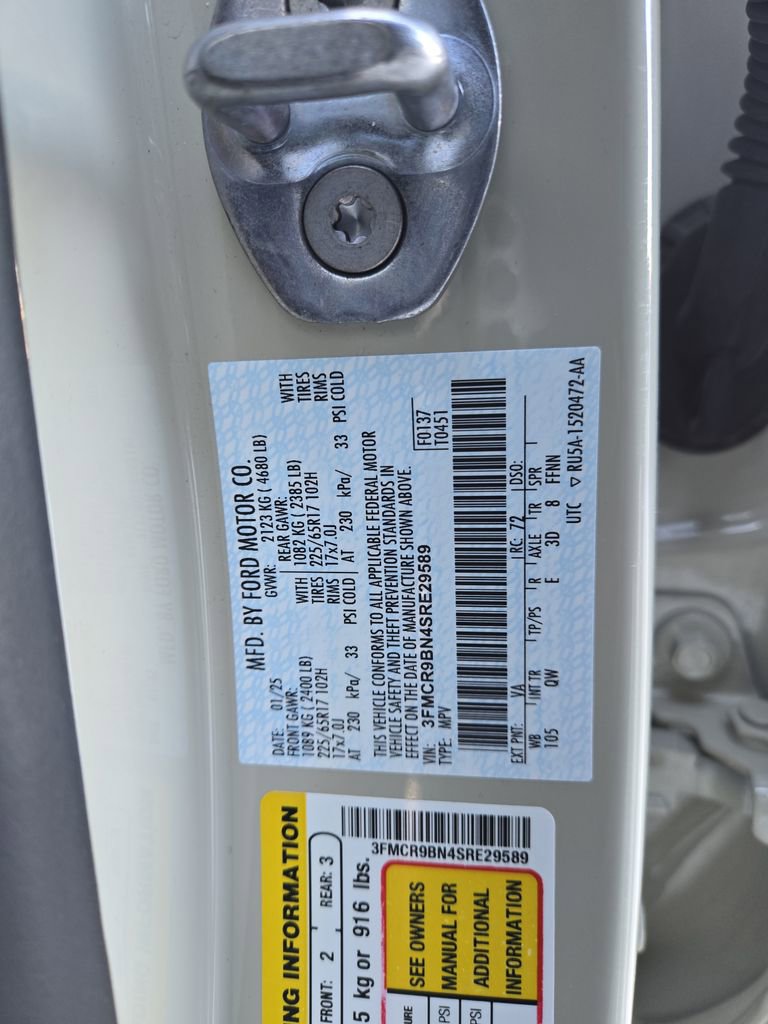 MFD. BY FORD MOTOR CO.
DATE: 01/25 GVWR: 2123 KG ( 4680 LB)
FRONT GAWR: REAR GAWR: WITH
1089 KG ( 2400 LB) WITH 1082 KG ( 2385 LB) TIRES
225/65R17 102H TIRES 225/65R17 102H RIMS
17x7.0J RIMS 17x7.0J
AT 230 kPa/ 33 PSI COLD AT 230 kPa/ 33 PSI COLD
THIS VEHICLE CONFORMS TO ALL APPLICABLE FEDERAL MOTOR
VEHICLE SAFETY AND THEFT PREVENTION STANDARDS IN
EFFECT ON THE DATE OF MANUFACTURE SHOWN ABOVE.
VIN: 3FMCR9BN4SRE29589 F0137
TYPE: MPV T0451
EXT PNT: YA RC: 72 DSO:
WB INT TR TP/PS R AXLE TR SPR
105 QW E 3D 8 FFNN
UTC ▽ RU5A-1520472-AA
NG INFORMATION
FRONT: 2 REAR: 3
5 kg or 916 lbs.
3FMCR9BN4SRE29589
SEE OWNERS
MANUAL FOR
ADDITIONAL
INFORMATION
URE
PSI
PSI
PSI